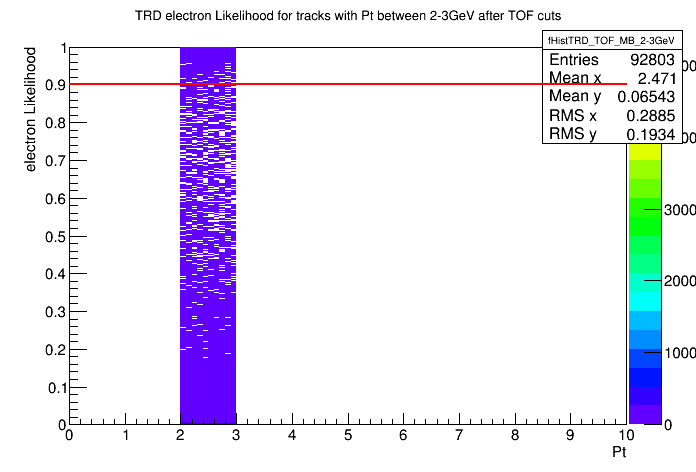 TRD electron Likelihood for tracks with Pt between 2-3GeV after TOF cuts
fHistTRD_TOF_MB_2-3GeV
Entries 92803
Mean x 2.471
Mean y 0.06543
RMS x 0.2885
RMS y 0.1934
electron Likelihood
1
0.9
0.8
0.7
0.6
0.5
0.4
0.3
0.2
0.1
0
3000
2000
1000
0
0 1 2 3 4 5 6 7 8 9 10
Pt